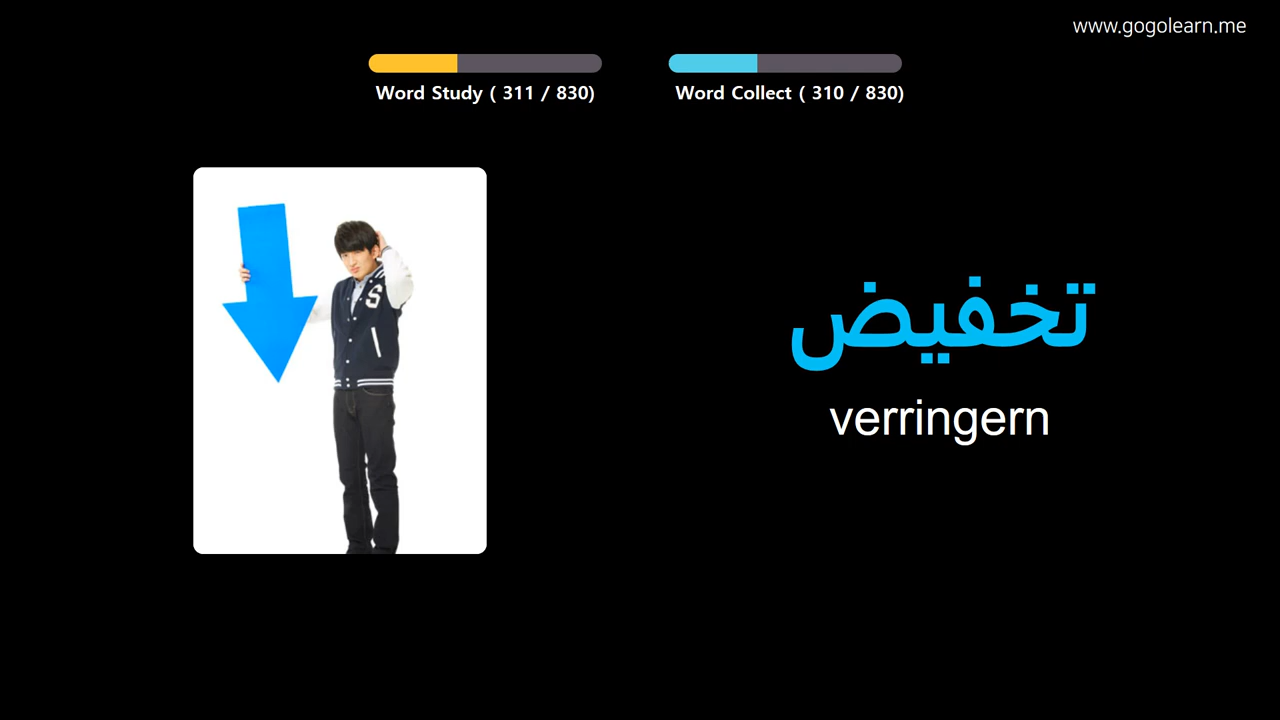 www.gogolearn.me
Word Study ( 311 / 830)
Word Collect ( 310 / 830)
S
تخفيض
verringern